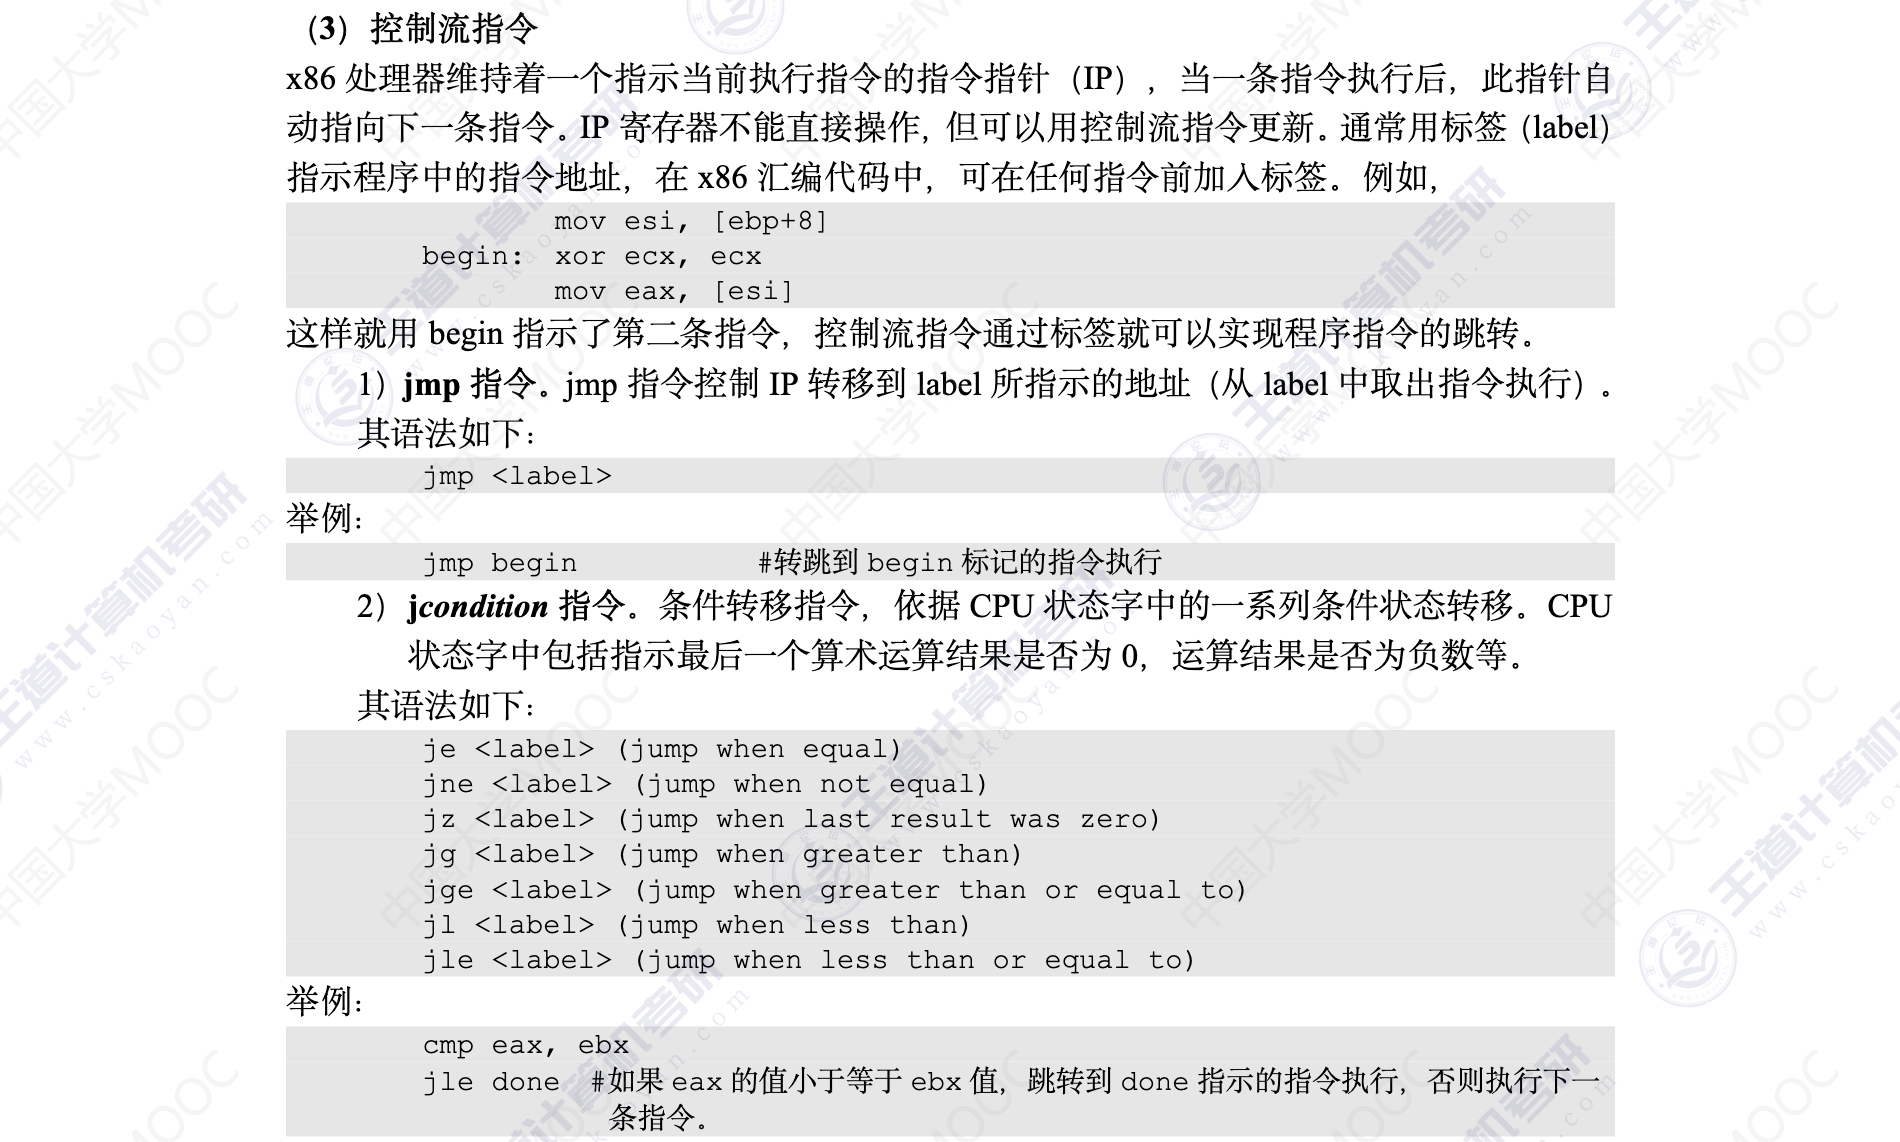 （3）控制流指令
x86 处理器维持着一个指示当前执行指令的指令指针（IP），当一条指令执行后，此指针自
动指向下一条指令。IP 寄存器不能直接操作，但可以用控制流指令更新。通常用标签（label）
指示程序中的指令地址，在 x86 汇编代码中，可在任何指令前加入标签。例如，
mov esi, [ebp+8]
begin: xor ecx, ecx
mov eax, [esi]
这样就用 begin 指示了第二条指令，控制流指令通过标签就可以实现程序指令的跳转。
1）jmp 指令。jmp 指令控制 IP 转移到 label 所指示的地址（从 label 中取出指令执行）。
其语法如下：
jmp <label>
举例：
jmp begin #转跳到 begin 标记的指令执行
2）jcondition 指令。条件转移指令，依据 CPU 状态字中的一系列条件状态转移。CPU
状态字中包括指示最后一个算术运算结果是否为 0，运算结果是否为负数等。
其语法如下：
je <label> (jump when equal)
jne <label> (jump when not equal)
jz <label> (jump when last result was zero)
jg <label> (jump when greater than)
jge <label> (jump when greater than or equal to)
jl <label> (jump when less than)
jle <label> (jump when less than or equal to)
举例：
cmp eax, ebx
jle done #如果 eax 的值小于等于 ebx 值，跳转到 done 指示的指令执行，否则执行下一
条指令。
中国大学MOOC
王道计算机考研
www.cskaoyan.com